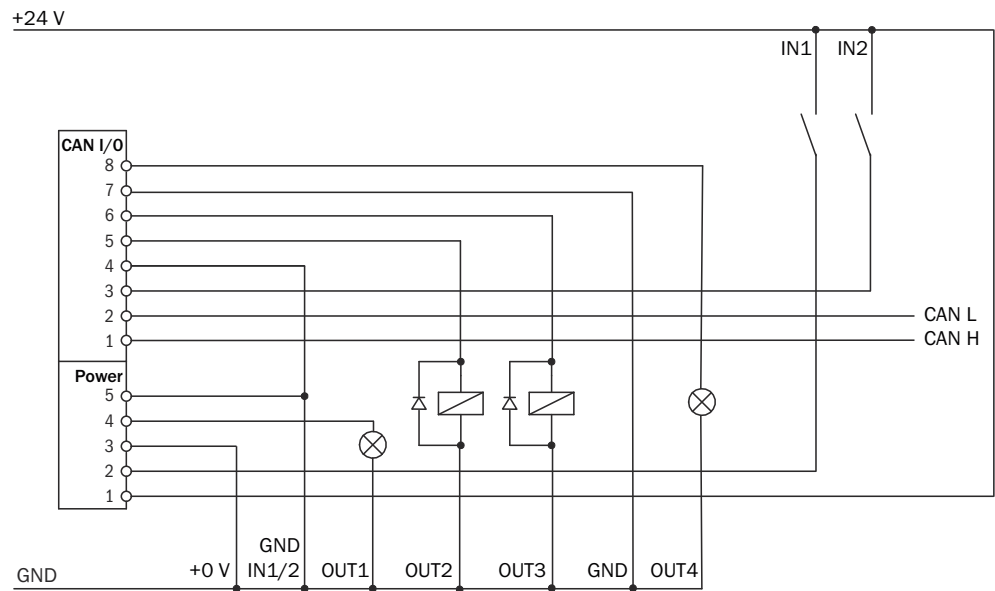 +24 V
IN1 IN2
CAN I/O
8
7
6
5
4
3
2 CAN L
1 CAN H
Power
5
4
3
2
1
GND
GND +0 V IN1/2 OUT1 OUT2 OUT3 GND OUT4